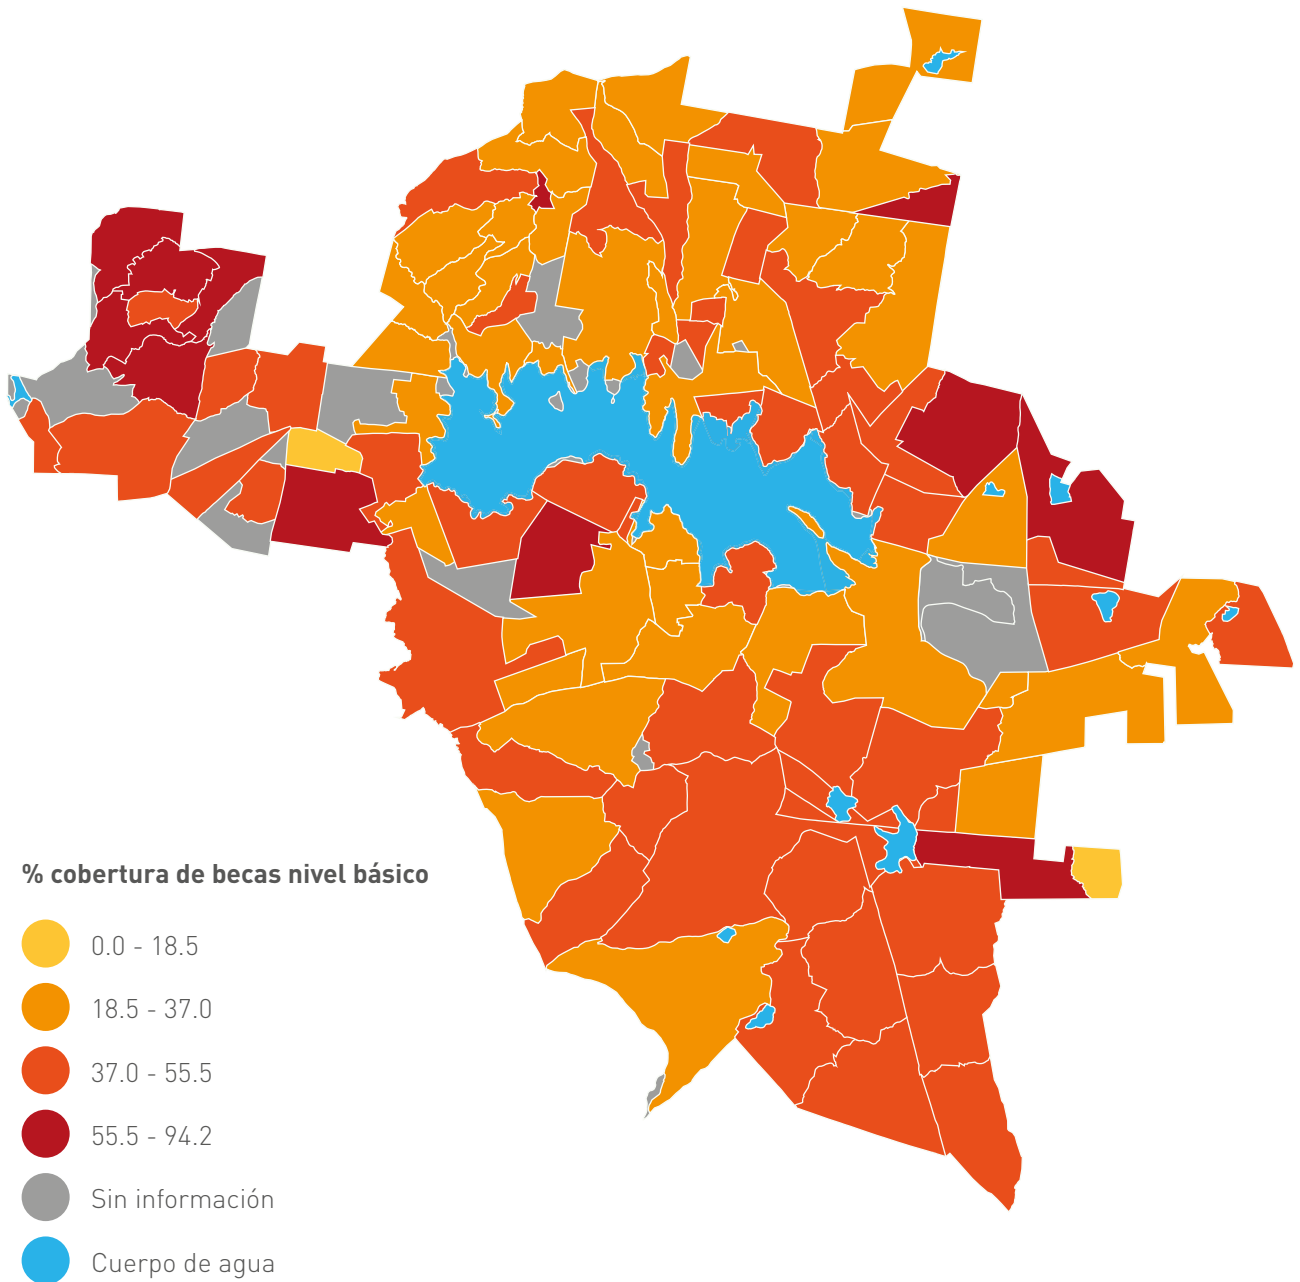 % cobertura de becas nivel básico
0.0 - 18.5
18.5 - 37.0
37.0 - 55.5
55.5 - 94.2
Sin información
Cuerpo de agua